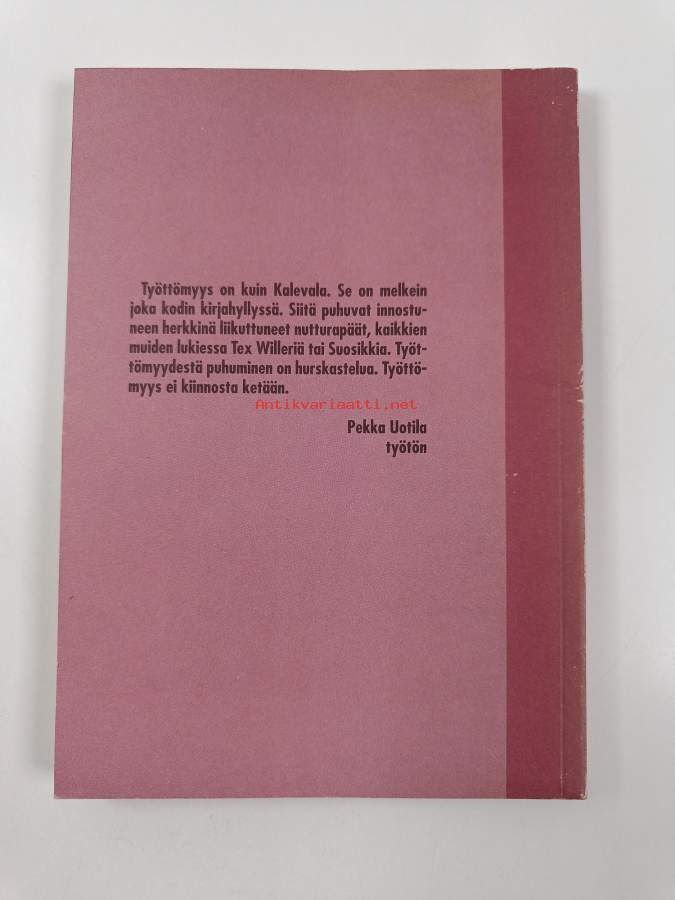 Työttömyys on kuin Kalevala. Se on melkein
joka kodin kirjahyllyssä. Siitä puhuvat innostu-
neen herkkinä liikuttuneet nutturapäät, kaikkien
muiden lukiessa Tex Willeriä tai Suosikkia. Työt-
tömyydestä puhuminen on hurskastelua. Työttö-
myys ei kiinnosta ketään.
Antikvariaatti.net
Pekka Uotila
työtön